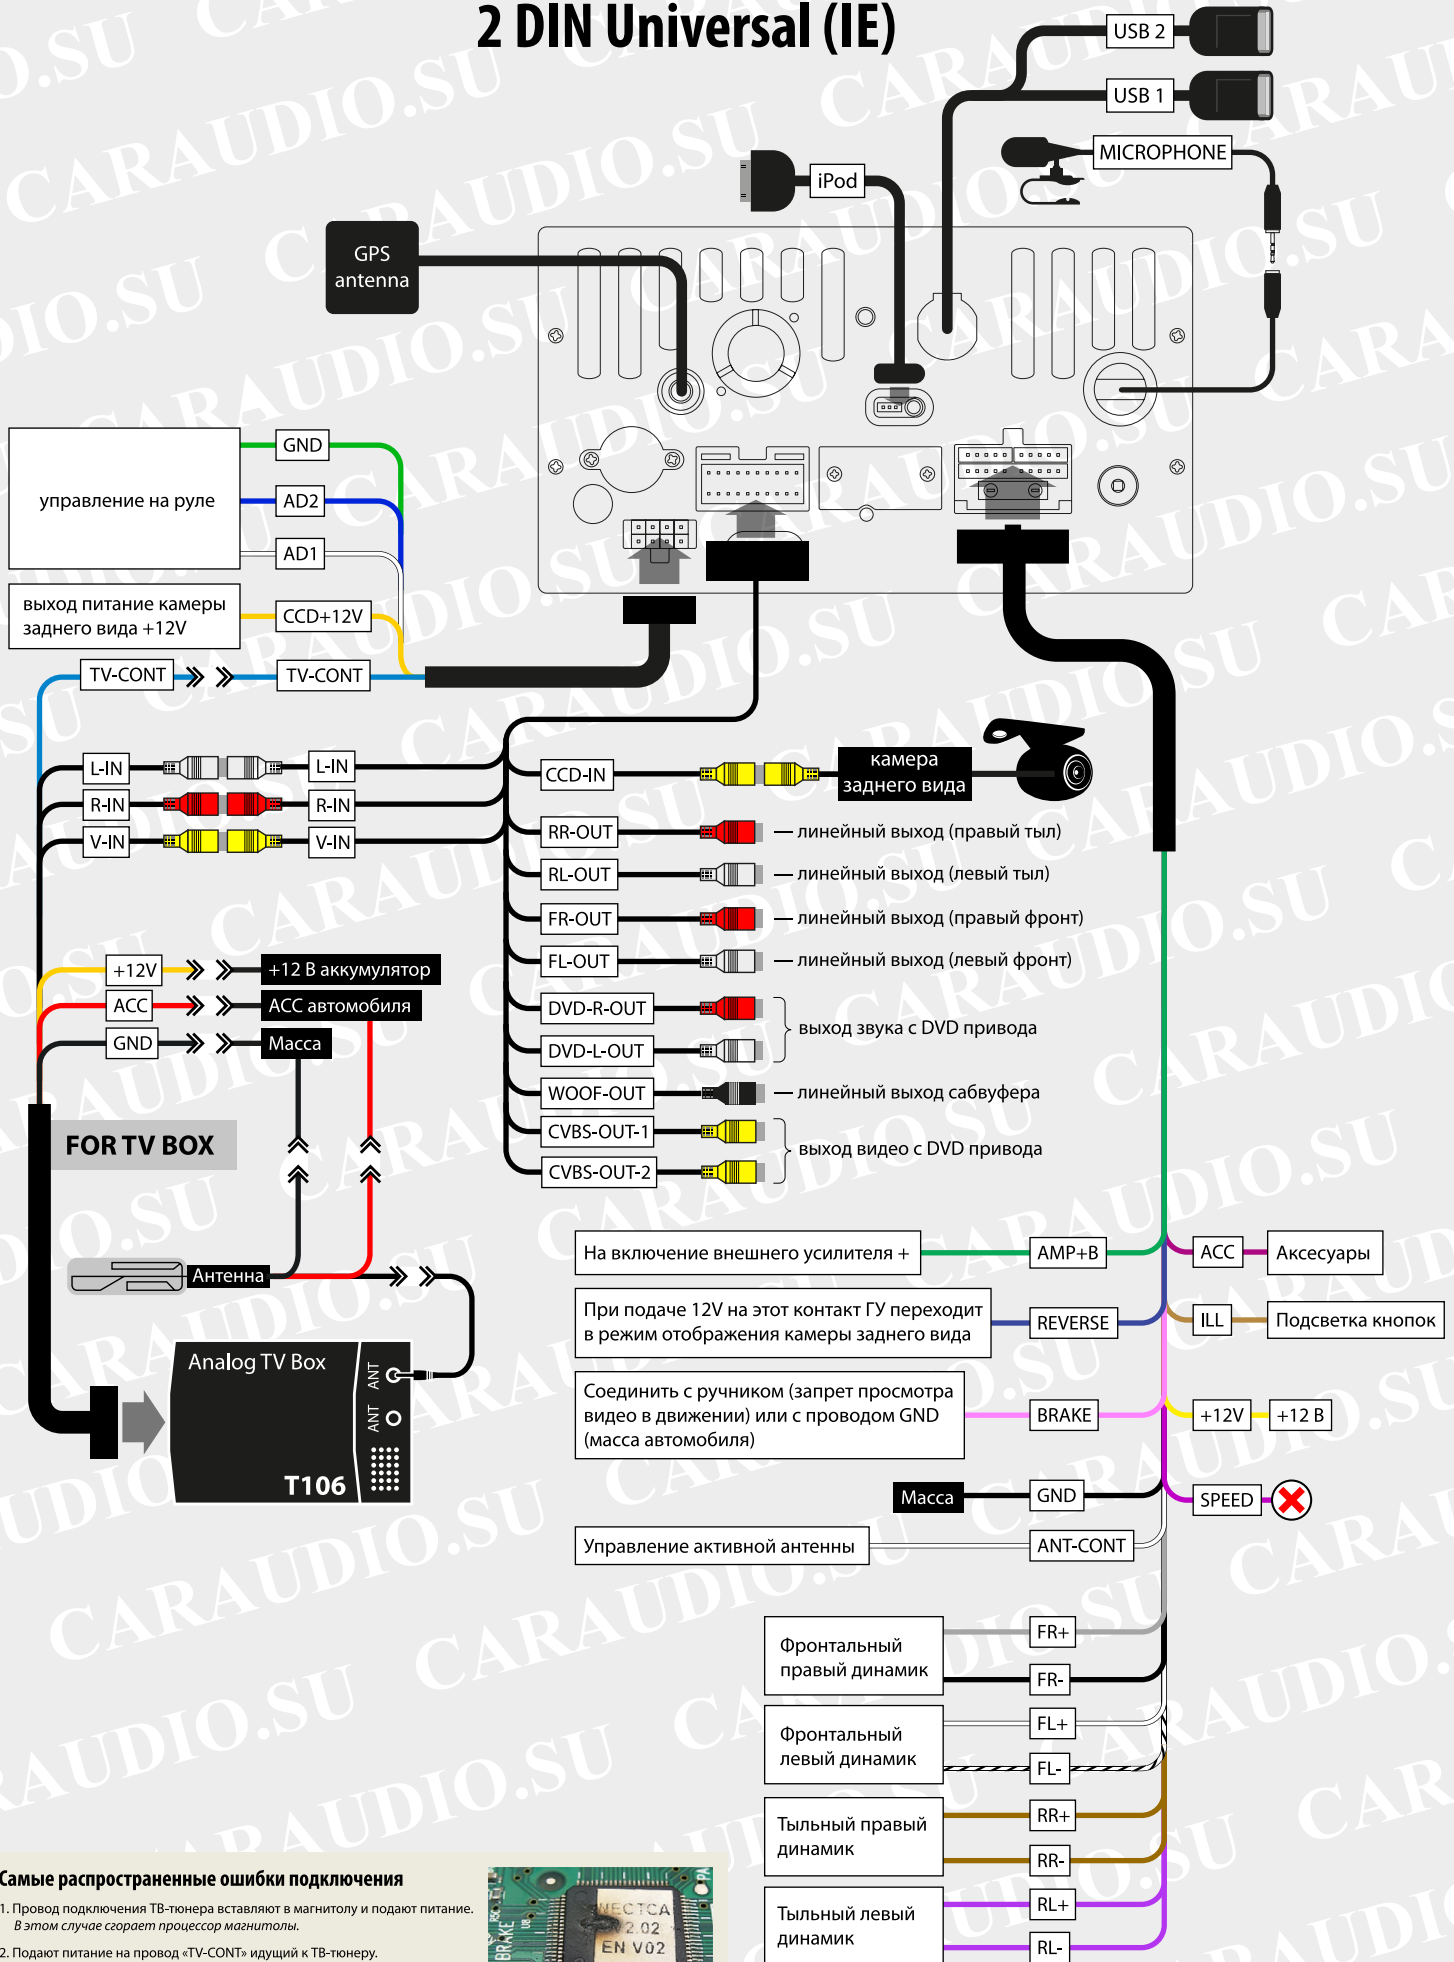 2 DIN Universal (IE)
USB 2
USB 1
MICROPHONE
iPod
GPS
antenna
управление на руле
GND
AD2
AD1
выход питание камеры
заднего вида +12V
CCD+12V
TV-CONT
TV-CONT
L-IN
L-IN
R-IN
R-IN
V-IN
V-IN
CCD-IN
камера
заднего вида
RR-OUT
— линейный выход (правый тыл)
RL-OUT
— линейный выход (левый тыл)
FR-OUT
— линейный выход (правый фронт)
FL-OUT
— линейный выход (левый фронт)
DVD-R-OUT
DVD-L-OUT
выход звука с DVD привода
WOOF-OUT
— линейный выход сабвуфера
CVBS-OUT-1
CVBS-OUT-2
выход видео с DVD привода
+12V
+12 В аккумулятор
ACC
ACC автомобиля
GND
Масса
FOR TV BOX
Антенна
Analog TV Box
ANT
ANT
T106
На включение внешнего усилителя +
AMP+B
ACC
Аксесуары
При подаче 12V на этот контакт ГУ переходит
в режим отображения камеры заднего вида
REVERSE
ILL
Подсветка кнопок
Соединить с ручником (запрет просмотра
видео в движении) или с проводом GND
(масса автомобиля)
BRAKE
+12V
+12 В
Масса
GND
SPEED
Управление активной антенны
ANT-CONT
Фронтальный
правый динамик
FR+
FR-
Фронтальный
левый динамик
FL+
FL-
Тыльный правый
динамик
RR+
RR-
Тыльный левый
динамик
RL+
RL-
Самые распространенные ошибки подключения
1. Провод подключения ТВ-тюнера вставляют в магнитолу и подают питание.
В этом случае сгорает процессор магнитолы.
2. Подают питание на провод «TV-CONT» идущий к ТВ-тюнеру.
BRAKE
2.02
EN V02
CARAUDIO.SU